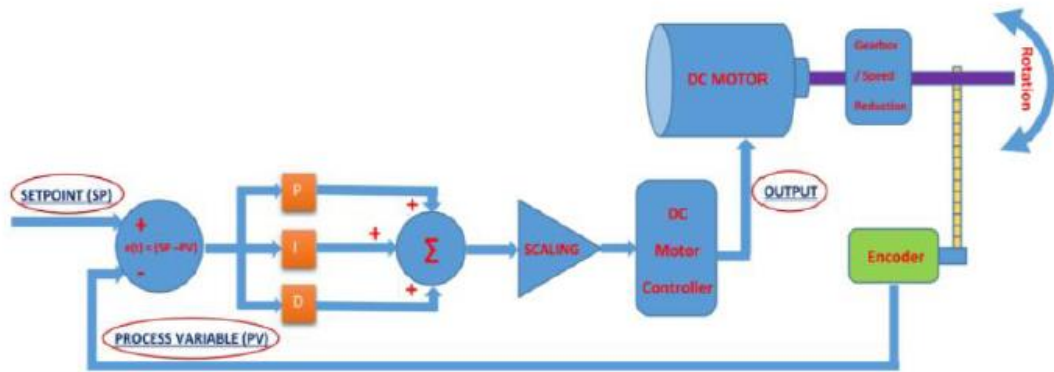 SETPOINT (SP)
+
e(t) = (SP –PV)
-
PROCESS VARIABLE (PV)
P
I
D
+
+
+
Σ
SCALING
DC
Motor
Controller
OUTPUT
DC MOTOR
Gearbox
/ Speed
Reduction
Rotation
Encoder